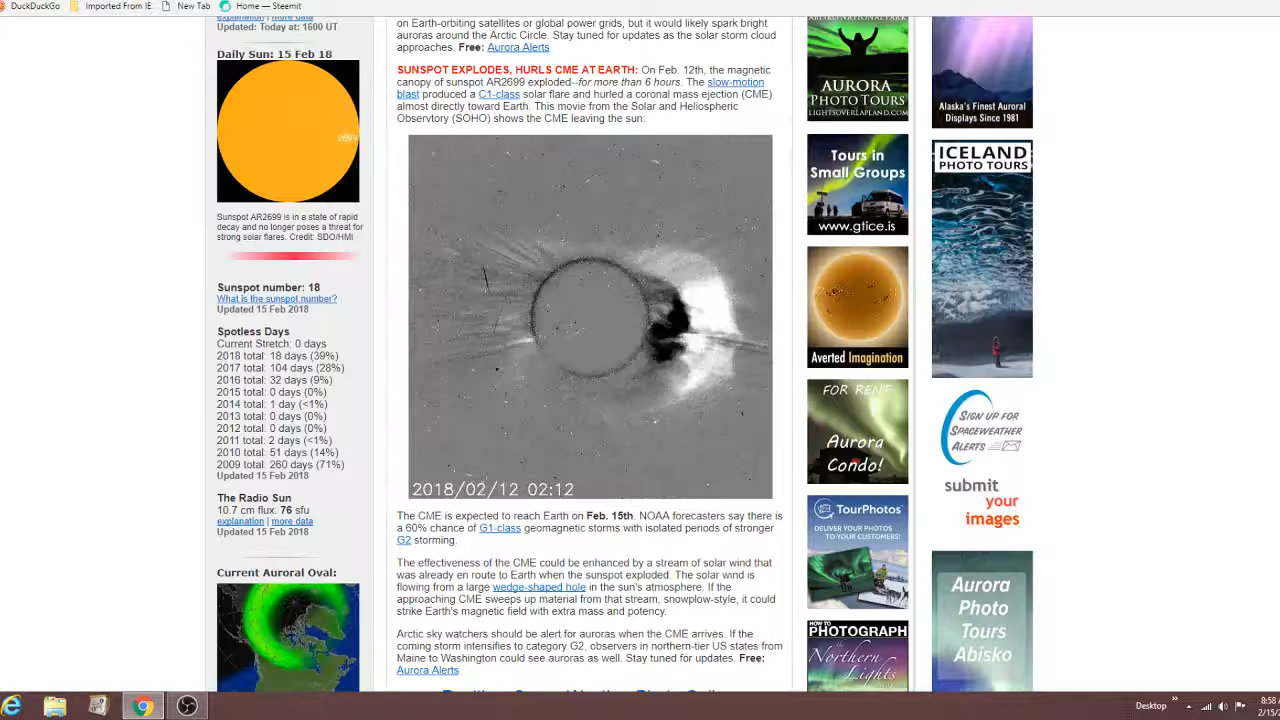 DuckDuckGo
Imported From IE
New Tab
Home — Steemit
explanation | more data
Updated: Today at: 1600 UT
Daily Sun: 15 Feb 18
2699
Sunspot AR2699 is in a state of rapid
decay and no longer poses a threat for
strong solar flares. Credit: SDO/HMI
Sunspot number: 18
What is the sunspot number?
Updated 15 Feb 2018
Spotless Days
Current Stretch: 0 days
2018 total: 18 days (39%)
2017 total: 104 days (28%)
2016 total: 32 days (9%)
2015 total: 0 days (0%)
2014 total: 1 day (<1%)
2013 total: 0 days (0%)
2012 total: 0 days (0%)
2011 total: 2 days (<1%)
2010 total: 51 days (14%)
2009 total: 260 days (71%)
Updated 15 Feb 2018
The Radio Sun
10.7 cm flux: 76 sfu
explanation | more data
Updated 15 Feb 2018
Current Auroral Oval:
on Earth-orbiting satellites or global power grids, but it would likely spark bright
auroras around the Arctic Circle. Stay tuned for updates as the solar storm cloud
approaches. Free: Aurora Alerts
SUNSPOT EXPLODES, HURLS CME AT EARTH: On Feb. 12th, the magnetic
canopy of sunspot AR2699 exploded--for more than 6 hours. The slow-motion
blast produced a C1-class solar flare and hurled a coronal mass ejection (CME)
almost directly toward Earth. This movie from the Solar and Heliospheric
Observtory (SOHO) shows the CME leaving the sun:
2018/02/12 02:12
The CME is expected to reach Earth on Feb. 15th. NOAA forecasters say there is
a 60% chance of G1-class geomagnetic storms with isolated periods of stronger
G2 storming.
The effectiveness of the CME could be enhanced by a stream of solar wind that
was already en route to Earth when the sunspot exploded. The solar wind is
flowing from a large wedge-shaped hole in the sun's atmosphere. If the
approaching CME sweeps up material from that stream, snowplow-style, it could
strike Earth's magnetic field with extra mass and potency.
Arctic sky watchers should be alert for auroras when the CME arrives. If the
coming storm intensifies to category G2, observers in northern-tier US states from
Maine to Washington could see auroras as well. Stay tuned for updates. Free:
Aurora Alerts
ABISKO NATIONAL PARK
AURORA
PHOTO TOURS
LIGHTSOVERLAPLAND.COM
Tours in
Small Groups
www.gtice.is
Averted Imagination
FOR RENT
Aurora
Condo!
TourPhotos
DELIVER YOUR PHOTOS
TO YOUR CUSTOMERS!
HOW TO
PHOTOGRAPH
The
Northern
Lights
Alaska's Finest Auroral
Displays Since 1981
ICELAND
PHOTO TOURS
SIGN UP FOR
SPACEWEATHER
ALERTS
submit
your
images
Aurora
Photo
Tours
Abisko
Desktop
8:58
2/15/2